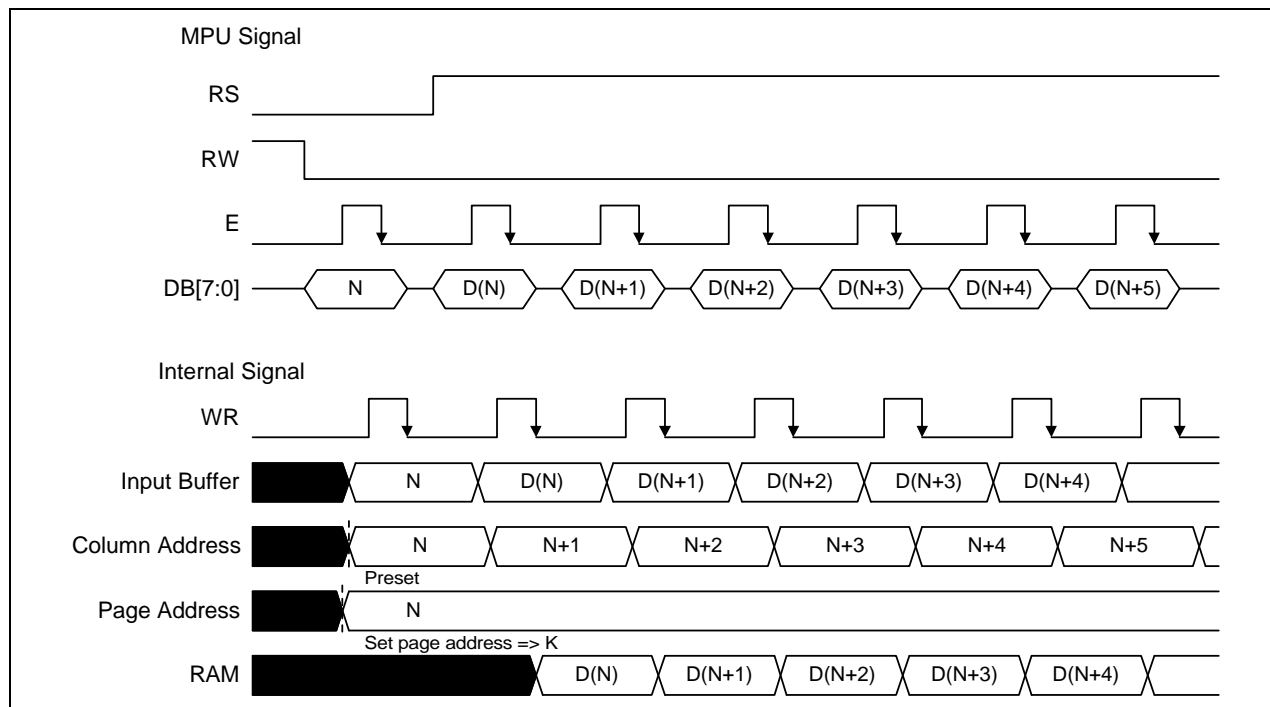 MPU Signal
RS
RW
E
DB[7:0] N D(N) D(N+1) D(N+2) D(N+3) D(N+4) D(N+5)
Internal Signal
WR
Input Buffer N D(N) D(N+1) D(N+2) D(N+3) D(N+4)
Column Address N N+1 N+2 N+3 N+4 N+5
Preset
Page Address N
Set page address => K
RAM D(N) D(N+1) D(N+2) D(N+3) D(N+4)